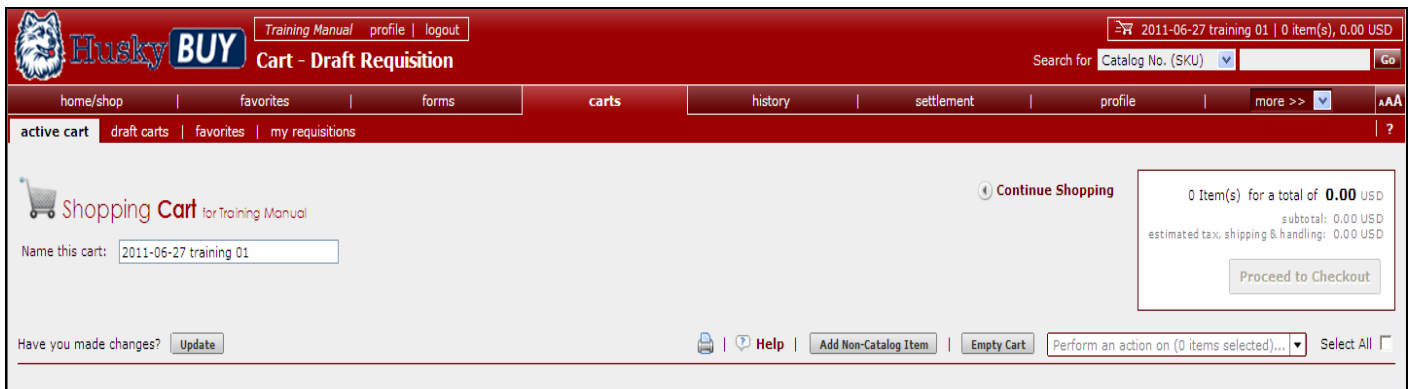 Husky BUY
Training Manual profile | logout
2011-06-27 training 01 | 0 item(s), 0.00 USD
Cart - Draft Requisition
Search for Catalog No. (SKU) Go
home/shop | favorites | forms carts history | settlement | profile | more >> AAA
active cart draft carts | favorites | my requisitions | ?
Continue Shopping
0 Item(s) for a total of 0.00 USD
Shopping Cart for Training Manual
subtotal: 0.00 USD
estimated tax, shipping & handling: 0.00 USD
Name this cart: 2011-06-27 training 01
Proceed to Checkout
Have you made changes? Update | ? Help | Add Non-Catalog Item | Empty Cart Perform an action on (0 items selected)... Select All